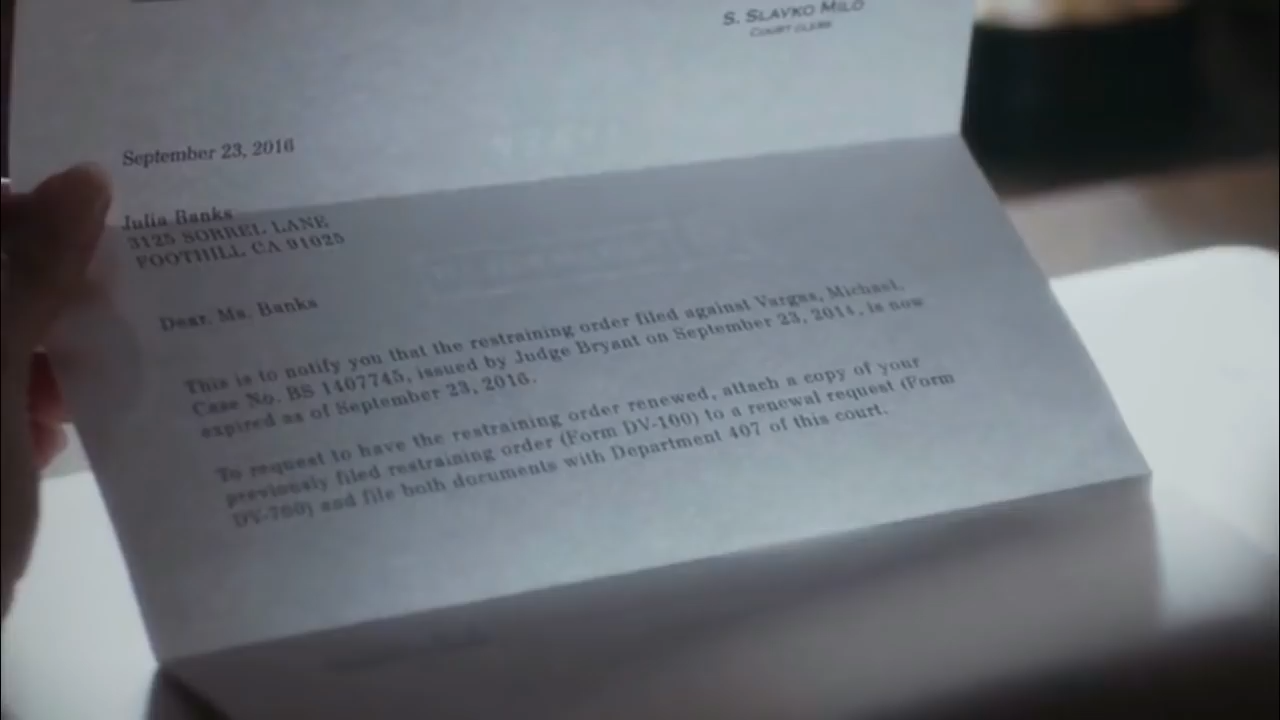 S. SLAVKO MILO
COURT CLERK
September 23, 2016
Julia Banks
3125 SORREL LANE
FOOTHILL CA 91025
Dear. Ms. Banks
This is to notify you that the restraining order filed against Vargas, Michael.
Case No. BS 1407745, issued by Judge Bryant on September 23, 2014, is now
expired as of September 23, 2016.
To request to have the restraining order renewed, attach a copy of your
previously filed restraining order (Form DV-100) to a renewal request (Form
DV-700) and file both documents with Department 407 of this court.